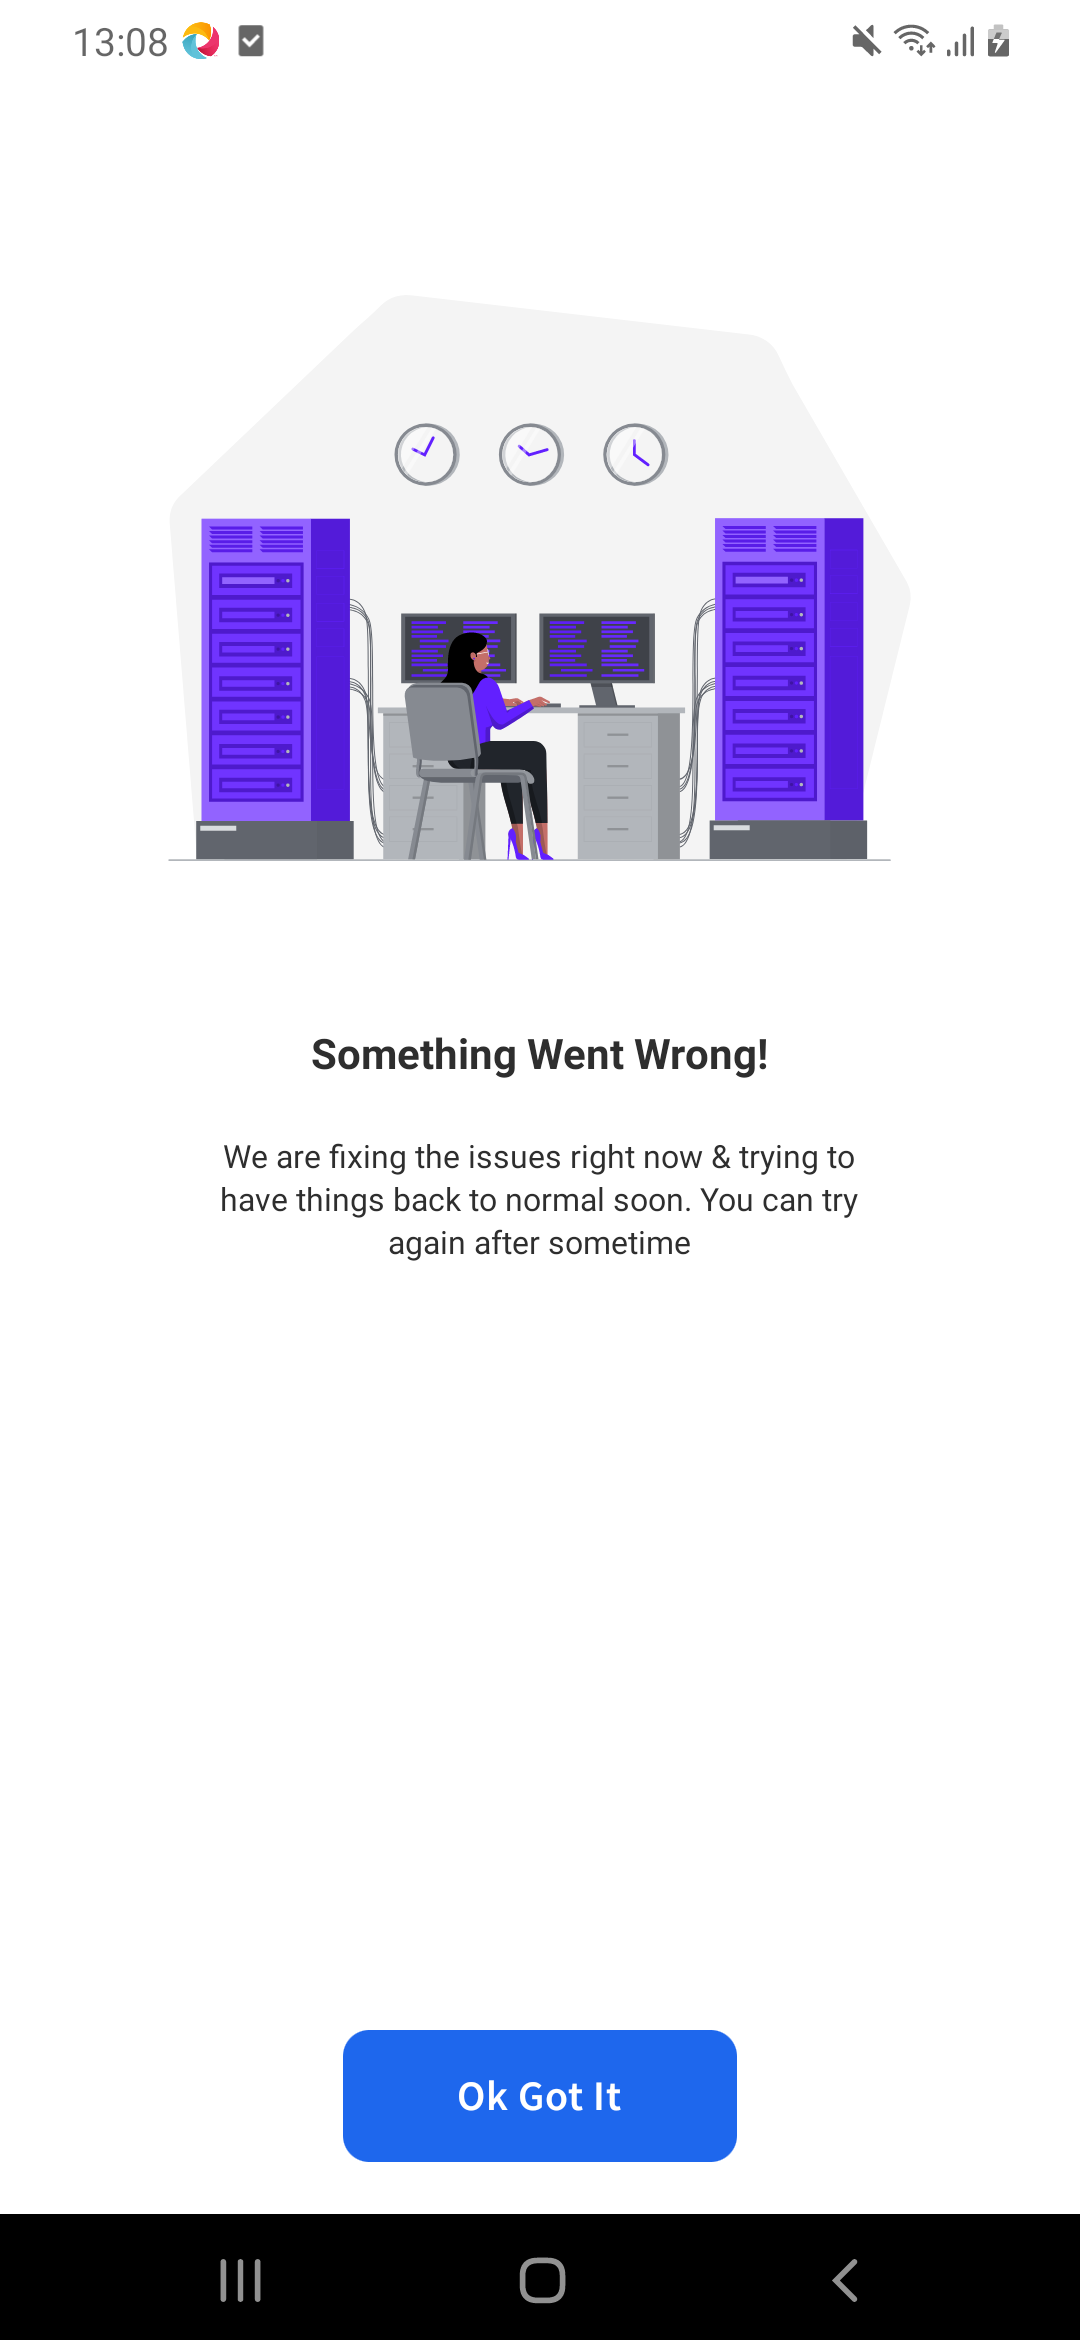 13:08
Something Went Wrong!
We are fixing the issues right now & trying to
have things back to normal soon. You can try
again after sometime
Ok Got It